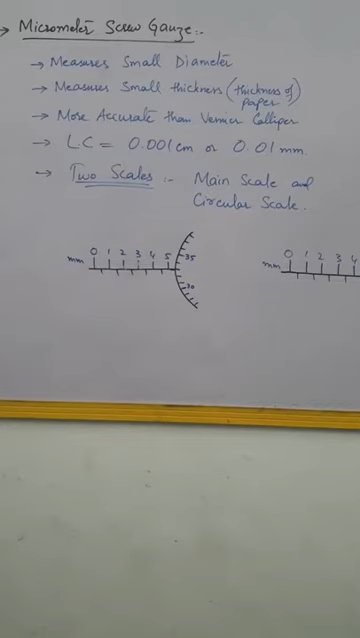 → Micrometer Screw Gauze:-
→ Measures Small Diameter
→ Measures Small thickness (thickness of paper)
→ More Accurate than Vernier Calliper
→ L.C = 0.001 cm or 0.01 mm.
→ Two Scales :- Main Scale and
Circular Scale.
mm 0 1 2 3 4 5 35
30
mm 0 1 2 3 4